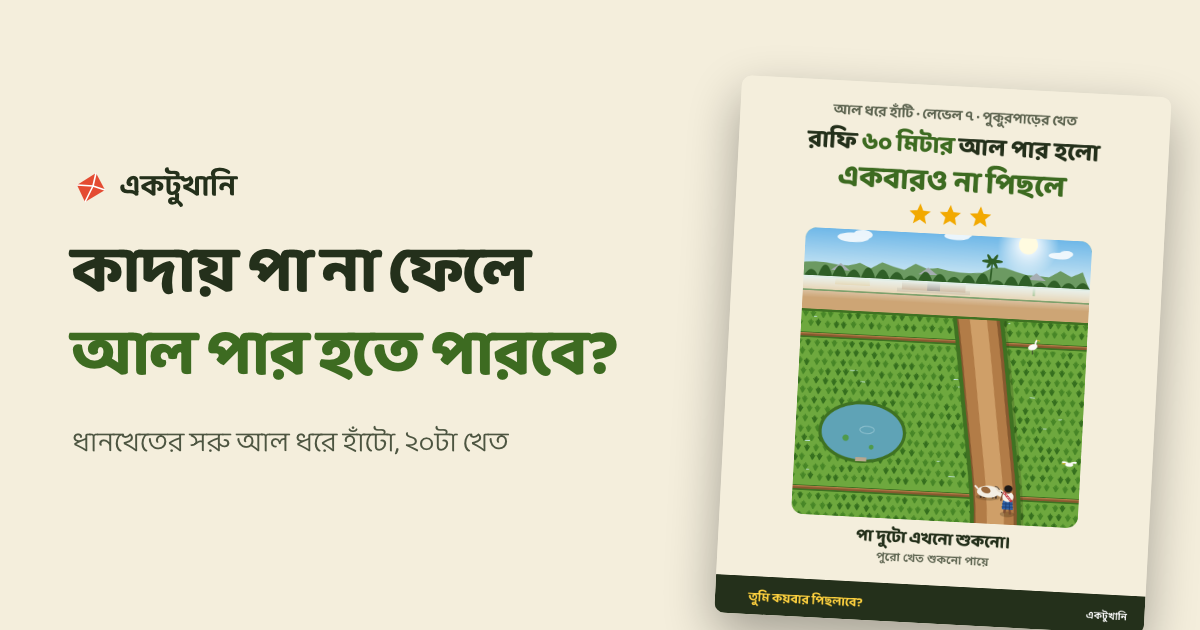 একটুখানি
কাদায় পা না ফেলে
আল পার হতে পারবে?
ধানখেতের সরু আল ধরে হাঁটো, ২০টা খেত
আল ধরে হাঁটি · লেভেল ৭ · পুকুরপাড়ের খেত
রাফি ৬০ মিটার আল পার হলো
একবারও না পিছলে
পা দুটো এখনো শুকনো!
পুরো খেত শুকনো পায়ে
তুমি কয়বার পিছলাবে?
একটুখানি